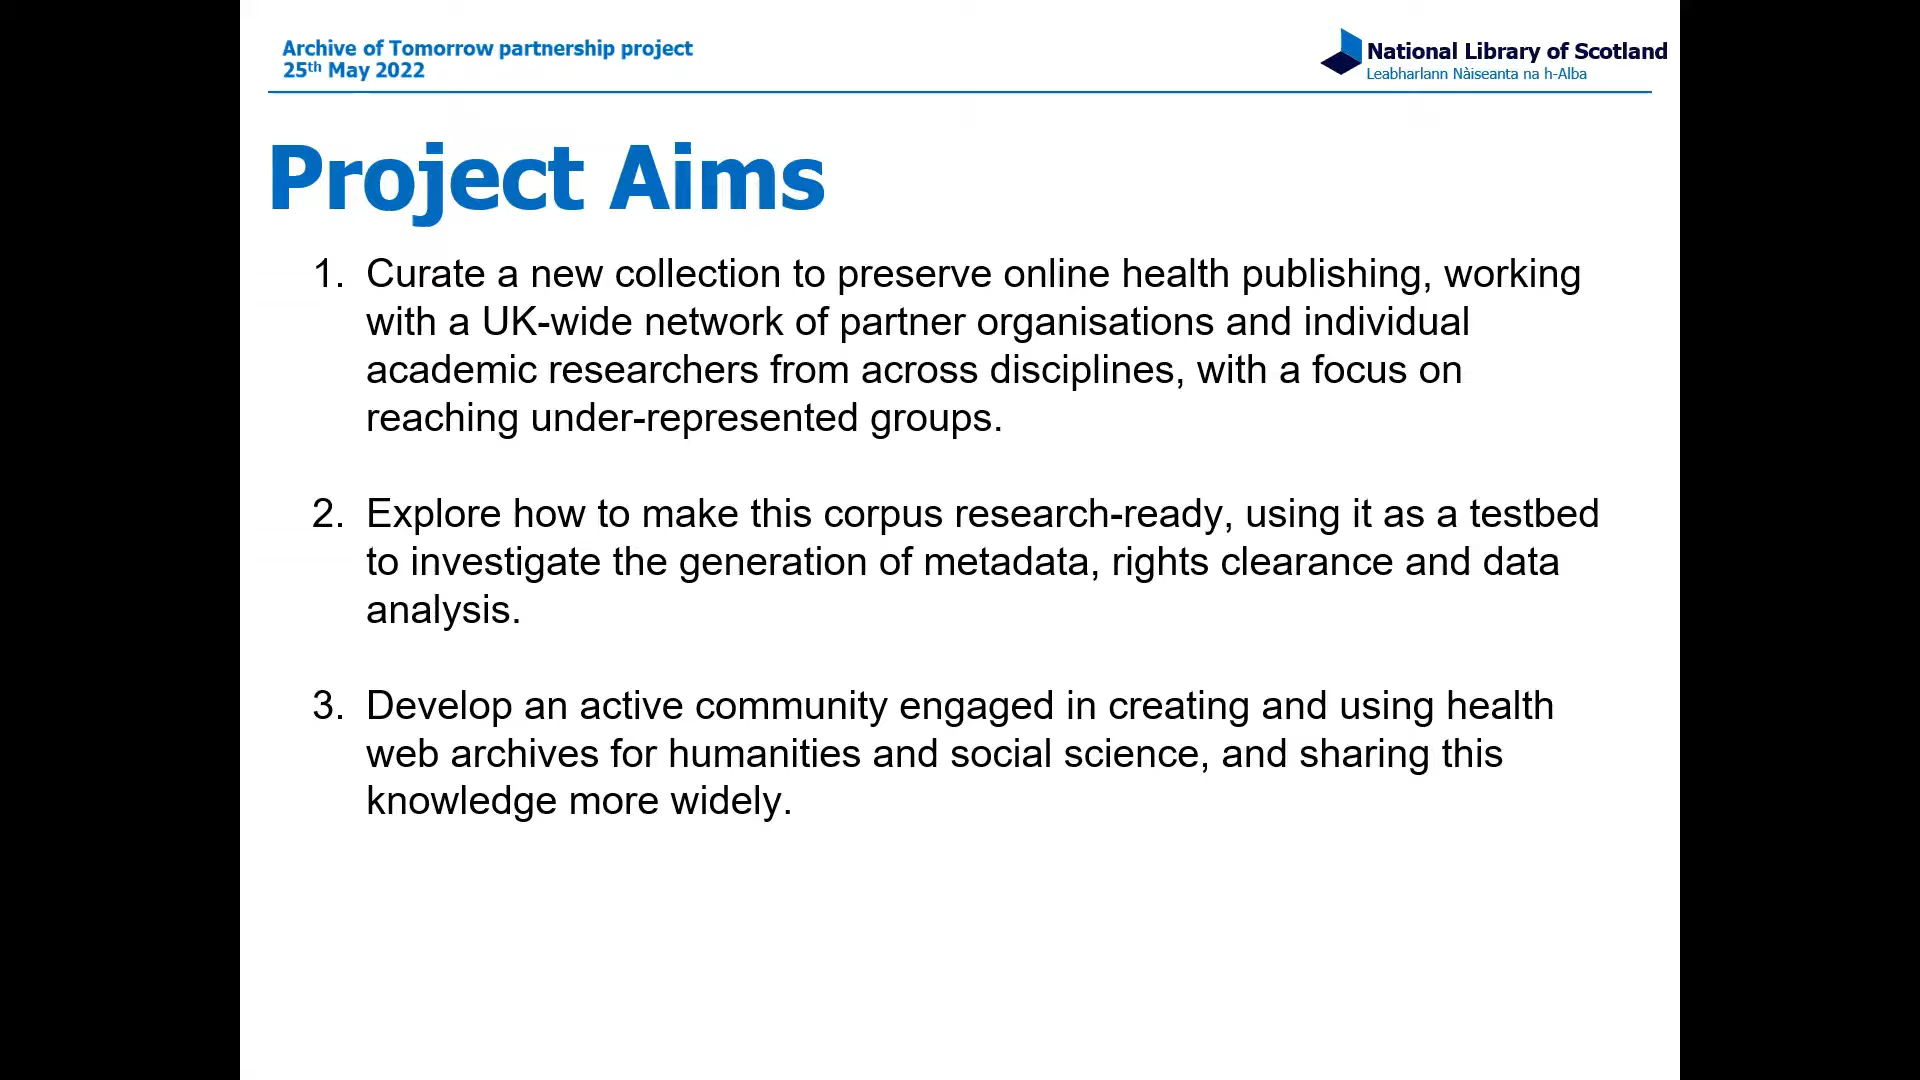 Archive of Tomorrow partnership project
25th May 2022
National Library of Scotland
Leabharlann Nàiseanta na h-Alba
Project Aims
1. Curate a new collection to preserve online health publishing, working
with a UK-wide network of partner organisations and individual
academic researchers from across disciplines, with a focus on
reaching under-represented groups.
2. Explore how to make this corpus research-ready, using it as a testbed
to investigate the generation of metadata, rights clearance and data
analysis.
3. Develop an active community engaged in creating and using health
web archives for humanities and social science, and sharing this
knowledge more widely.